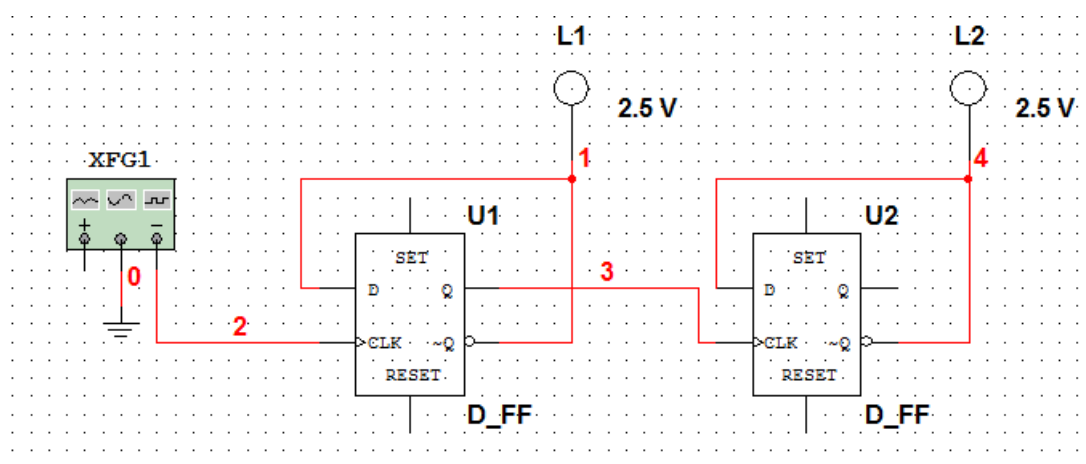 L1
L2
2.5 V
2.5 V
XFG1
1
4
U1
U2
+
−
SET
SET
0
3
D
Q
D
Q
2
CLK
~Q
CLK
~Q
RESET
RESET
D_FF
D_FF